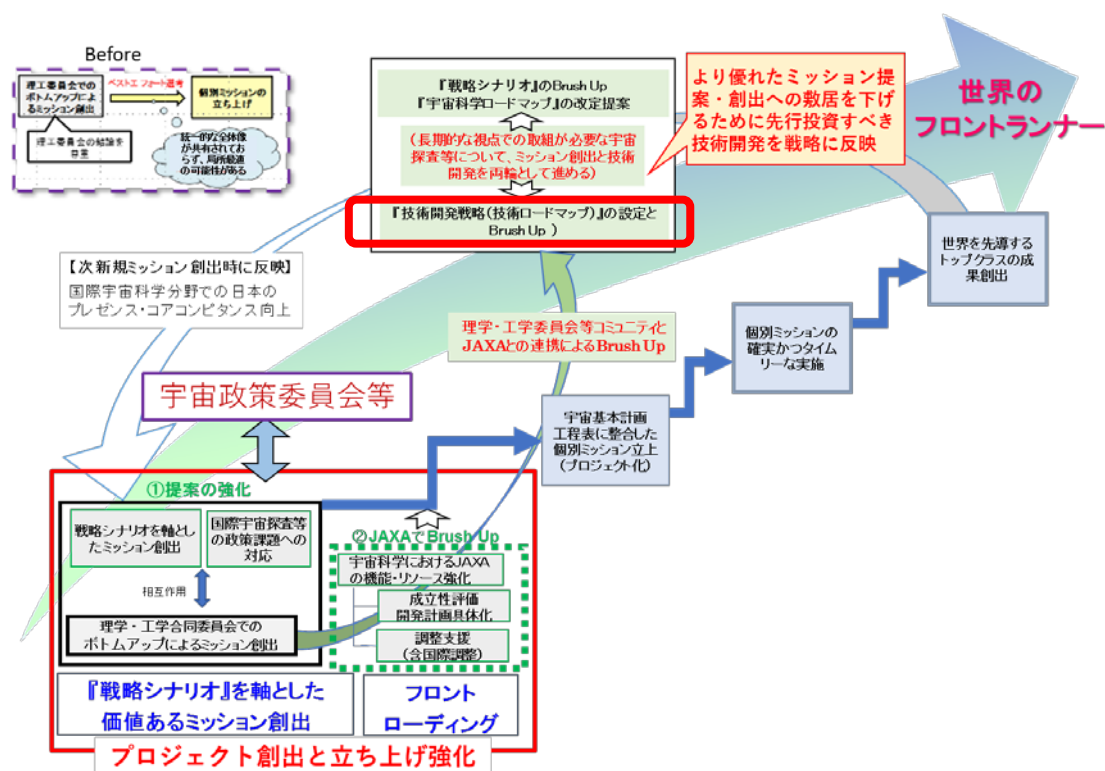 Before
理工委員会での
ボトムアップによ
るミッション創出
ベストエフォート選考
個別ミッションの
立ち上げ
理工委員会の結論を
尊重
統一的な全体像
が共有されてお
らず、局所最適
の可能性がある
『戦略シナリオ』のBrush Up
『宇宙科学ロードマップ』の改定提案
(長期的な視点での取組が必要な宇宙
探査等について、ミッション創出と技術
開発を両輪として進める)
『技術開発戦略(技術ロードマップ)』の設定と
Brush Up )
より優れたミッション提
案・創出への敷居を下げ
るために先行投資すべき
技術開発を戦略に反映
世界の
フロントランナー
【次新規ミッション創出時に反映】
国際宇宙科学分野での日本の
プレゼンス・コアコンピタンス向上
理学・工学委員会等コミュニティと
JAXAとの連携によるBrush Up
世界を先導する
トップクラスの成
果創出
個別ミッションの
確実かつタイム
リーな実施
宇宙基本計画
工程表に整合した
個別ミッション立上
(プロジェクト化)
宇宙政策委員会等
①提案の強化
戦略シナリオを軸とし
たミッション創出
国際宇宙探査等
の政策課題への
対応
相互作用
理学・工学合同委員会での
ボトムアップによるミッション創出
②JAXAでBrush Up
宇宙科学におけるJAXA
の機能・リソース強化
成立性評価
開発計画具体化
調整支援
(含国際調整)
『戦略シナリオ』を軸とした
価値あるミッション創出
フロント
ローディング
プロジェクト創出と立ち上げ強化